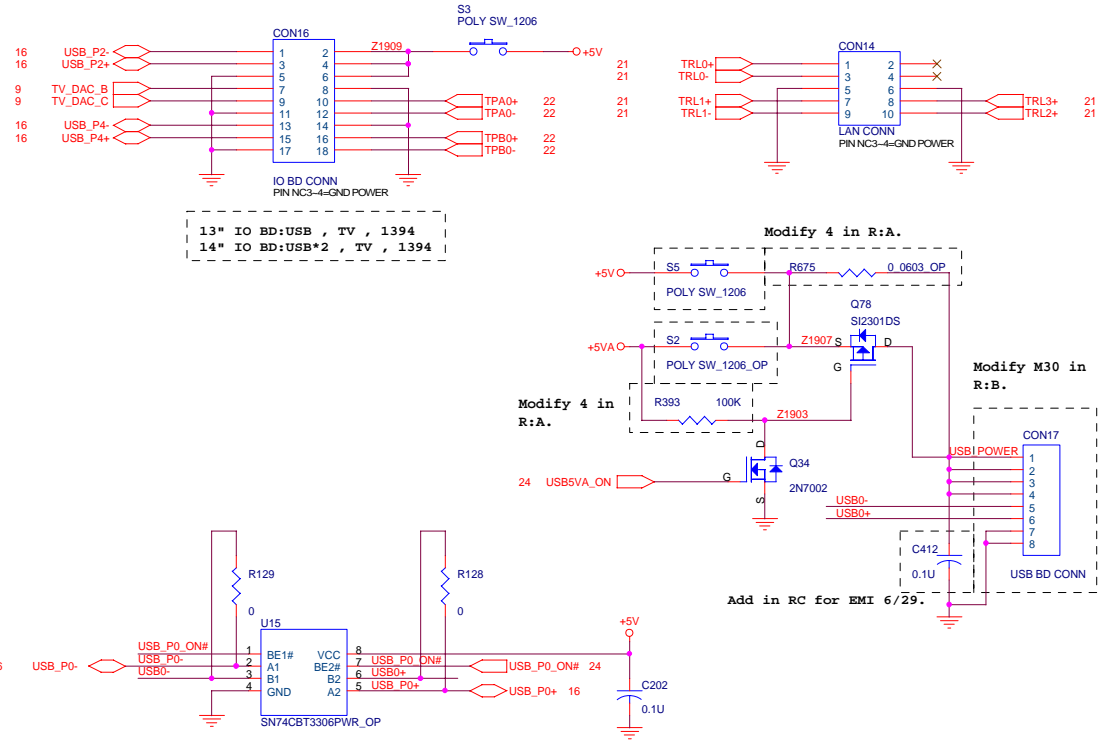 S3
POLY SW_1206
CON16
16 USB_P2- 1 2 Z1909 +5V
16 USB_P2+ 3 4
5 6
9 TV_DAC_B 7 8
9 TV_DAC_C 9 10 TPA0+ 22
11 12 TPA0- 22
16 USB_P4- 13 14
16 USB_P4+ 15 16 TPB0+ 22
17 18 TPB0- 22
IO BD CONN
PIN NC3~4=GND POWER
13" IO BD:USB , TV , 1394
14" IO BD:USB*2 , TV , 1394
CON14
21 TRL0+ 1 2
21 TRL0- 3 4
5 6
21 TRL1+ 7 8 TRL3+ 21
21 TRL1- 9 10 TRL2+ 21
LAN CONN
PIN NC3~4=GND POWER
Modify 4 in R:A.
+5V S5 R675 0_0603_OP
POLY SW_1206
Q78
SI2301DS
+5VA S2 Z1907 S D
POLY SW_1206_OP
G
Modify 4 in
R:A.
R393 100K Z1903
D
Q34
24 USB5VA_ON G
2N7002
S
Modify M30 in
R:B.
CON17
USB_POWER 1
2
3
4
USB0- 5
USB0+ 6
7
8
USB BD CONN
C412
0.1U
Add in RC for EMI 6/29.
R129
0
R128
0
U15
USB_P0_ON# 1 BE1# VCC 8 +5V
6 USB_P0- USB_P0- 2 A1 BE2# 7 USB_P0_ON# USB_P0_ON# 24
USB0- 3 B1 B2 6 USB0+
4 GND A2 5 USB_P0+ USB_P0+ 16
SN74CBT3306PWR_OP
C202
0.1U